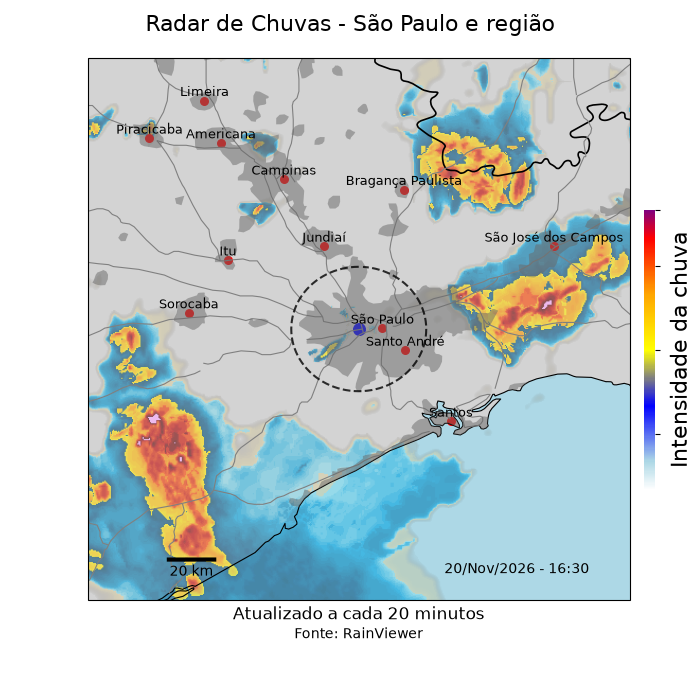 Radar de Chuvas - São Paulo e região
Limeira
Piracicaba
Americana
Campinas
Bragança Paulista
Jundiaí
São José dos Campos
Itu
Sorocaba
São Paulo
Santo André
Santos
20/Nov/2026 - 16:30
20 km
Intensidade da chuva
Atualizado a cada 20 minutos
Fonte: RainViewer